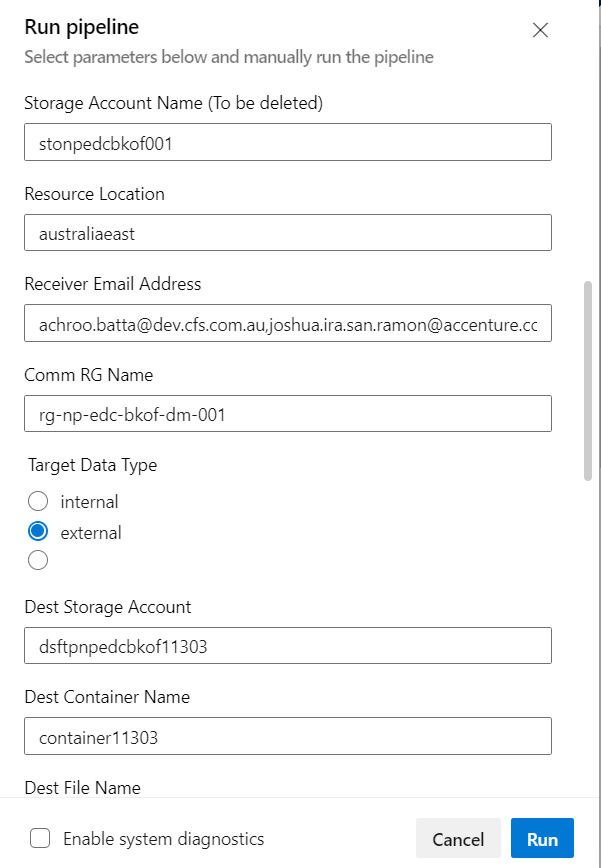 Run pipeline
Select parameters below and manually run the pipeline
Storage Account Name (To be deleted)
stonpedcbkof001
Resource Location
australiaeast
Receiver Email Address
achroo.batta@dev.cfs.com.au,joshua.ira.san.ramon@accenture.cc
Comm RG Name
rg-np-edc-bkof-dm-001
Target Data Type
internal
external
Dest Storage Account
dsftpnpedcbkof11303
Dest Container Name
container11303
Dest File Name
Enable system diagnostics
Cancel Run